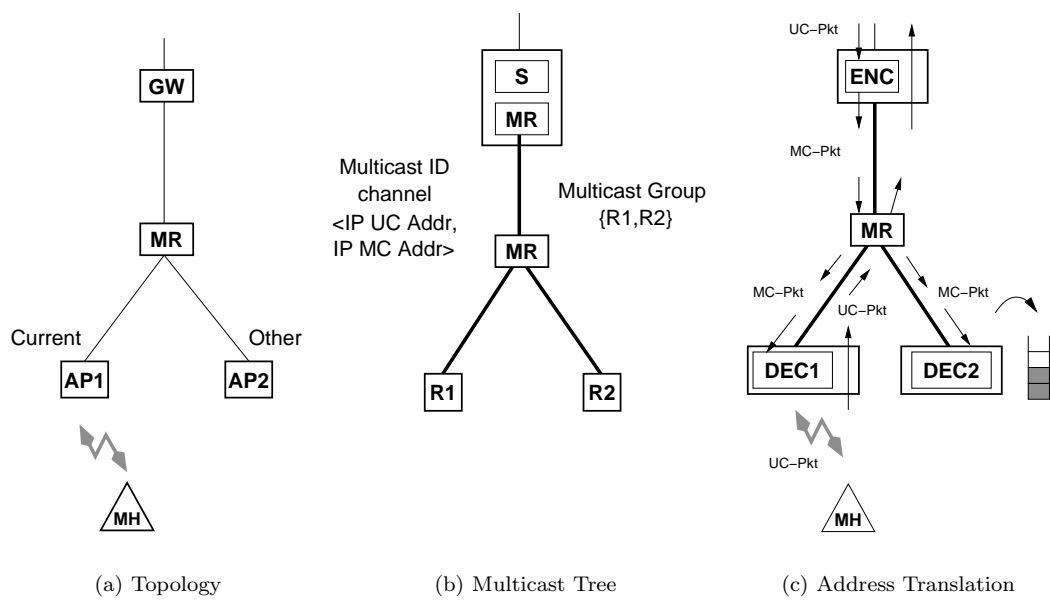 GW
MR
Current
Other
AP1
AP2
MH
(a) Topology
S
MR
Multicast ID
channel
<IP UC Addr,
IP MC Addr>
Multicast Group
{R1,R2}
MR
R1
R2
(b) Multicast Tree
UC−Pkt
ENC
MC−Pkt
MR
MC−Pkt
UC−Pkt
MC−Pkt
DEC1
DEC2
UC−Pkt
MH
(c) Address Translation